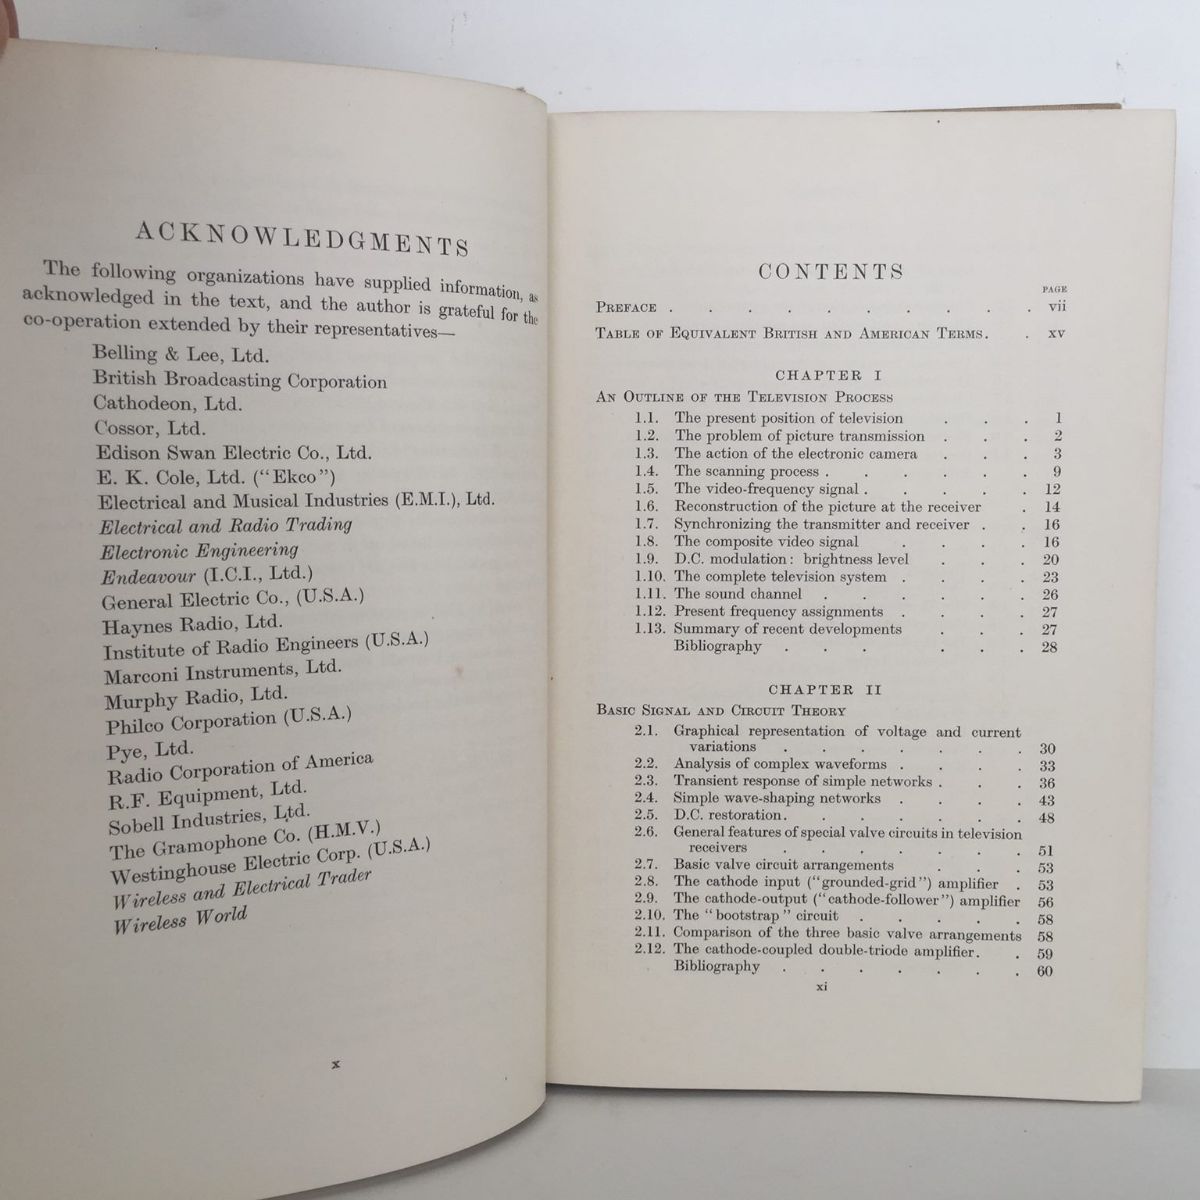 ACKNOWLEDGMENTS
The following organizations have supplied information, as
acknowledged in the text, and the author is grateful for the
co-operation extended by their representatives—
Belling & Lee, Ltd.
British Broadcasting Corporation
Cathodeon, Ltd.
Cossor, Ltd.
Edison Swan Electric Co., Ltd.
E. K. Cole, Ltd. ("Ekco")
Electrical and Musical Industries (E.M.I.), Ltd.
Electrical and Radio Trading
Electronic Engineering
Endeavour (I.C.I., Ltd.)
General Electric Co., (U.S.A.)
Haynes Radio, Ltd.
Institute of Radio Engineers (U.S.A.)
Marconi Instruments, Ltd.
Murphy Radio, Ltd.
Philco Corporation (U.S.A.)
Pye, Ltd.
Radio Corporation of America
R.F. Equipment, Ltd.
Sobell Industries, Ltd.
The Gramophone Co. (H.M.V.)
Westinghouse Electric Corp. (U.S.A.)
Wireless and Electrical Trader
Wireless World
x
CONTENTS
PAGE
PREFACE . . . . . . . . . . vii
TABLE OF EQUIVALENT BRITISH AND AMERICAN TERMS. . xv
CHAPTER I
AN OUTLINE OF THE TELEVISION PROCESS
1.1. The present position of television . . . 1
1.2. The problem of picture transmission . . . 2
1.3. The action of the electronic camera . . . 3
1.4. The scanning process . . . . . . 9
1.5. The video-frequency signal . . . . . 12
1.6. Reconstruction of the picture at the receiver . 14
1.7. Synchronizing the transmitter and receiver . . 16
1.8. The composite video signal . . . . 16
1.9. D.C. modulation: brightness level . . . 20
1.10. The complete television system . . . . 23
1.11. The sound channel . . . . . . 26
1.12. Present frequency assignments . . . . 27
1.13. Summary of recent developments . . . 27
Bibliography . . . . . . 28
CHAPTER II
BASIC SIGNAL AND CIRCUIT THEORY
2.1. Graphical representation of voltage and current
variations . . . . . . . 30
2.2. Analysis of complex waveforms . . . . 33
2.3. Transient response of simple networks . . . 36
2.4. Simple wave-shaping networks . . . . 43
2.5. D.C. restoration. . . . . . . 48
2.6. General features of special valve circuits in television
receivers . . . . . . . 51
2.7. Basic valve circuit arrangements . . . . 53
2.8. The cathode input ("grounded-grid") amplifier . 53
2.9. The cathode-output ("cathode-follower") amplifier 56
2.10. The "bootstrap" circuit . . . . . 58
2.11. Comparison of the three basic valve arrangements 58
2.12. The cathode-coupled double-triode amplifier. . 59
Bibliography . . . . . . . 60
xi